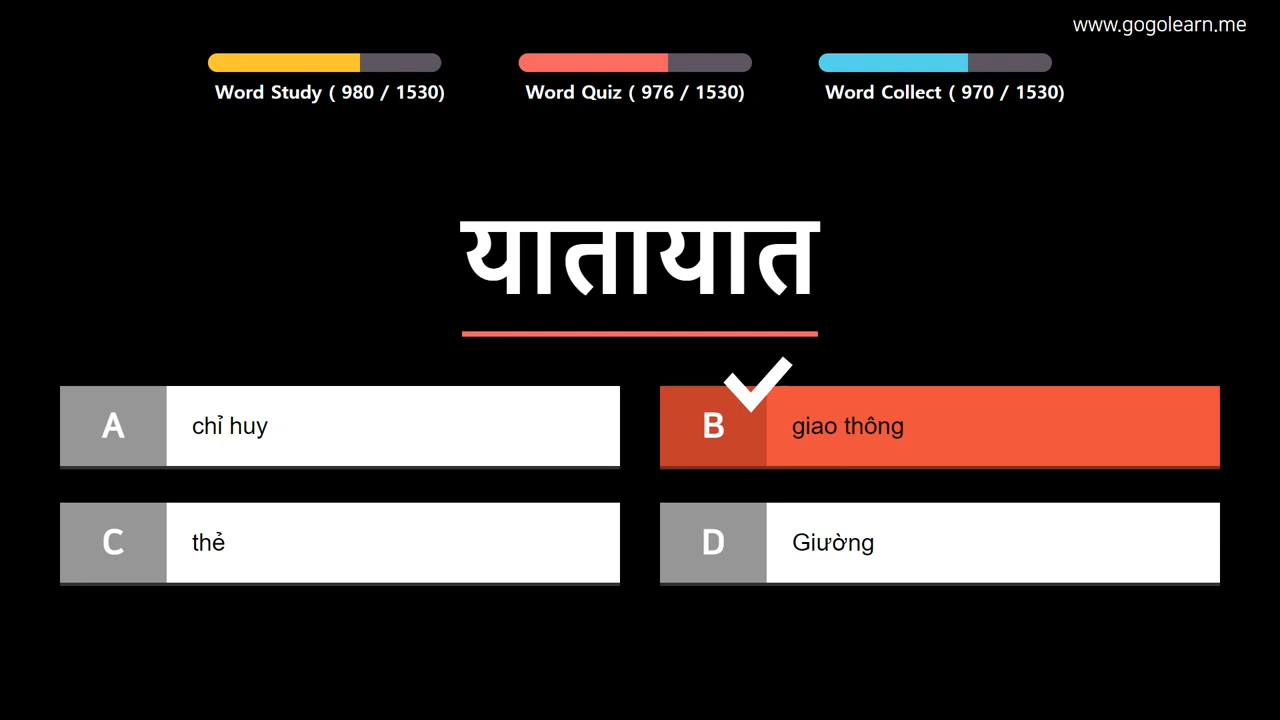 www.gogolearn.me
Word Study ( 980 / 1530)
Word Quiz ( 976 / 1530)
Word Collect ( 970 / 1530)
यातायात
A chỉ huy
B giao thông
C thẻ
D Giường